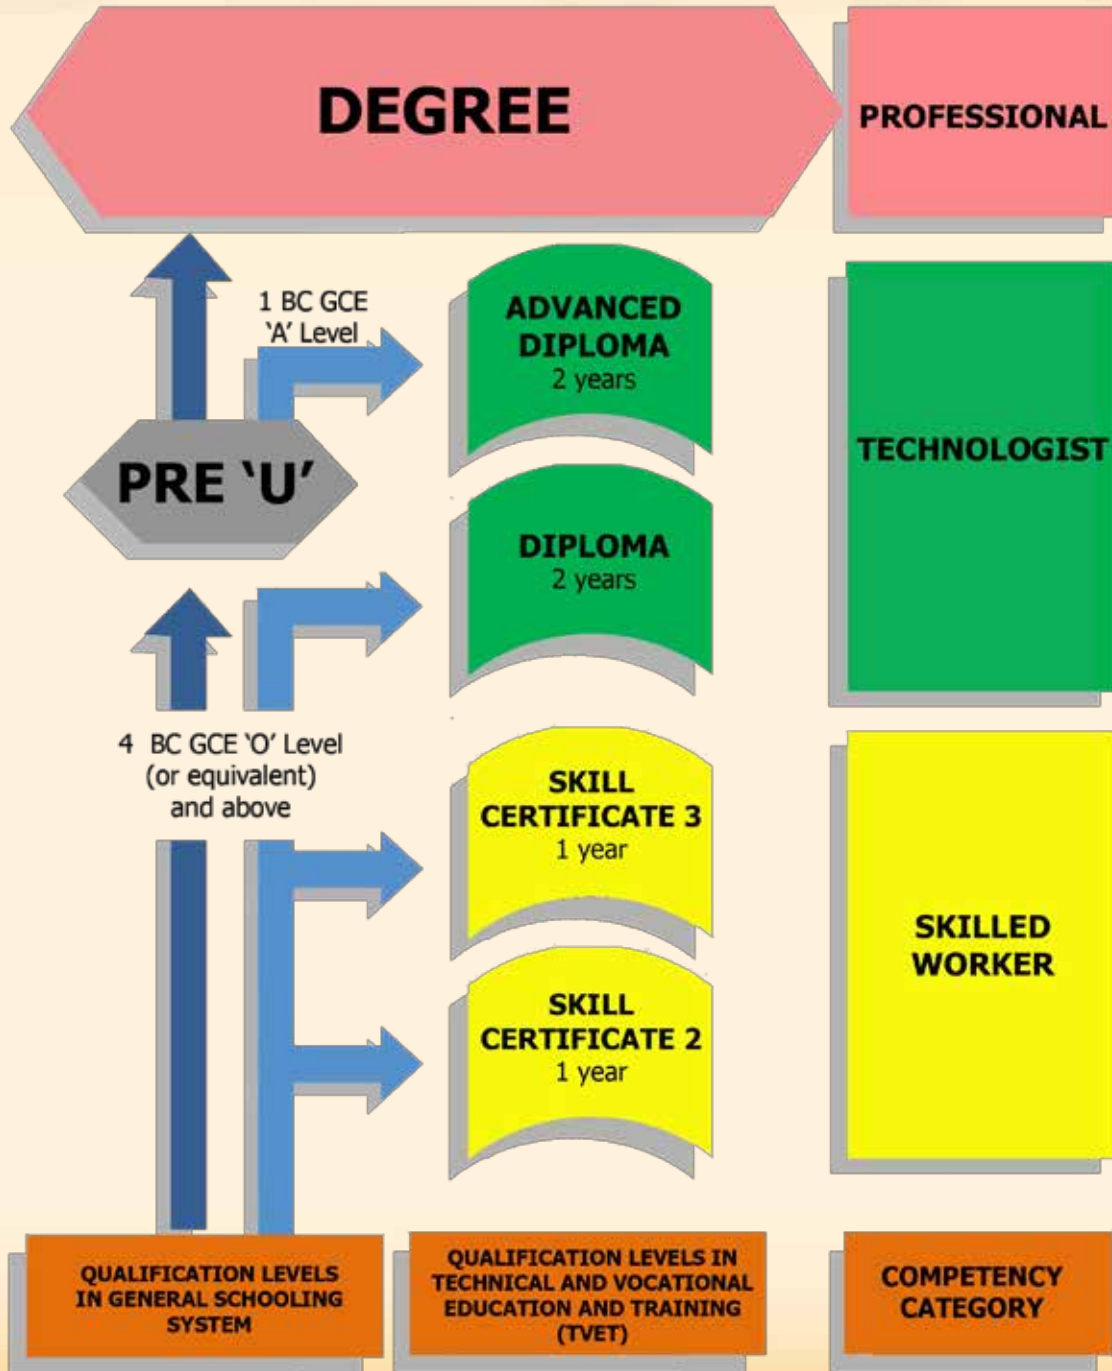 DEGREE
PROFESSIONAL
1 BC GCE
‘A’ Level
ADVANCED
DIPLOMA
2 years
TECHNOLOGIST
PRE ‘U’
DIPLOMA
2 years
4 BC GCE ‘O’ Level
(or equivalent)
and above
SKILL
CERTIFICATE 3
1 year
SKILLED
WORKER
SKILL
CERTIFICATE 2
1 year
QUALIFICATION LEVELS
IN GENERAL SCHOOLING
SYSTEM
QUALIFICATION LEVELS IN
TECHNICAL AND VOCATIONAL
EDUCATION AND TRAINING
(TVET)
COMPETENCY
CATEGORY